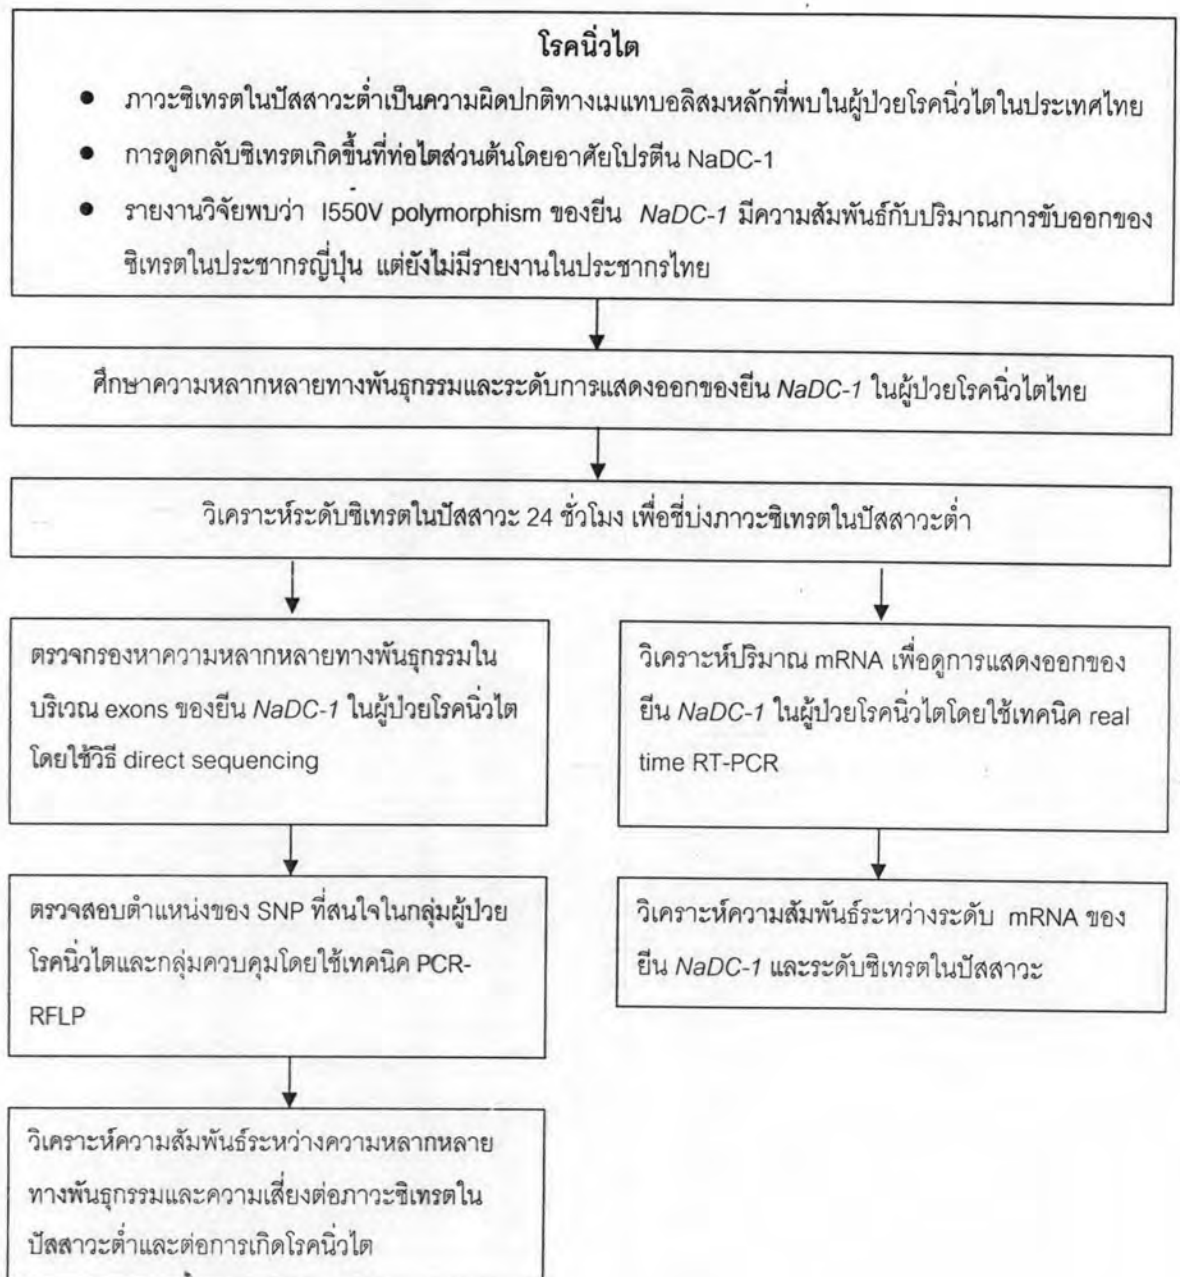 โรคนิ่วไต
● ภาวะซิเทรตในปัสสาวะต่ำเป็นความผิดปกติทางเมแทบอลิสมหลักที่พบในผู้ป่วยโรคนิ่วไตในประเทศไทย
● การดูดกลับซิเทรตเกิดขึ้นที่ท่อไตส่วนต้นโดยอาศัยโปรตีน NaDC-1
● รายงานวิจัยพบว่า I550V polymorphism ของยีน NaDC-1 มีความสัมพันธ์กับปริมาณการขับออกของ
ซิเทรตในประชากรญี่ปุ่น แต่ยังไม่มีรายงานในประชากรไทย
ศึกษาความหลากหลายทางพันธุกรรมและระดับการแสดงออกของยีน NaDC-1 ในผู้ป่วยโรคนิ่วไตไทย
วิเคราะห์ระดับซิเทรตในปัสสาวะ 24 ชั่วโมง เพื่อชี่บ่งภาวะซิเทรตในปัสสาวะต่ำ
ตรวจกรองหาความหลากหลายทางพันธุกรรมใน
บริเวณ exons ของยีน NaDC-1 ในผู้ป่วยโรคนิ่วไต
โดยใช้วิธี direct sequencing
ตรวจสอบตำแหน่งของ SNP ที่สนใจในกลุ่มผู้ป่วย
โรคนิ่วไตและกลุ่มควบคุมโดยใช้เทคนิค PCR-
RFLP
วิเคราะห์ความสัมพันธ์ระหว่างความหลากหลาย
ทางพันธุกรรมและความเสี่ยงต่อภาวะซิเทรตใน
ปัสสาวะต่ำและต่อการเกิดโรคนิ่วไต
วิเคราะห์ปริมาณ mRNA เพื่อดูการแสดงออกของ
ยีน NaDC-1 ในผู้ป่วยโรคนิ่วไตโดยใช้เทคนิค real
time RT-PCR
วิเคราะห์ความสัมพันธ์ระหว่างระดับ mRNA ของ
ยีน NaDC-1 และระดับซิเทรตในปัสสาวะ